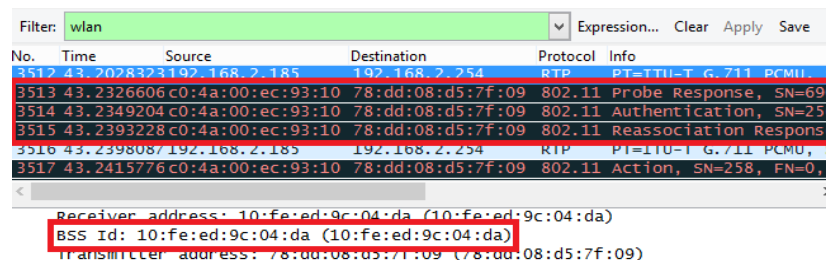 Filter: wlan Expression... Clear Apply Save
No. Time Source Destination Protocol Info
3512 43.2028323 192.168.2.185 192.168.2.254 RTP PT=ITU-T G.711 PCMU,
3513 43.2326606 c0:4a:00:ec:93:10 78:dd:08:d5:7f:09 802.11 Probe Response, SN=69
3514 43.2349204 c0:4a:00:ec:93:10 78:dd:08:d5:7f:09 802.11 Authentication, SN=25
3515 43.2393228 c0:4a:00:ec:93:10 78:dd:08:d5:7f:09 802.11 Reassociation Respons
3516 43.2398087 192.168.2.185 192.168.2.254 RTP PT=ITU-T G.711 PCMU,
3517 43.2415776 c0:4a:00:ec:93:10 78:dd:08:d5:7f:09 802.11 Action, SN=258, FN=0,
Receiver address: 10:fe:ed:9c:04:da (10:fe:ed:9c:04:da)
BSS Id: 10:fe:ed:9c:04:da (10:fe:ed:9c:04:da)
Transmitter address: 78:dd:08:d5:7f:09 (78:dd:08:d5:7f:09)